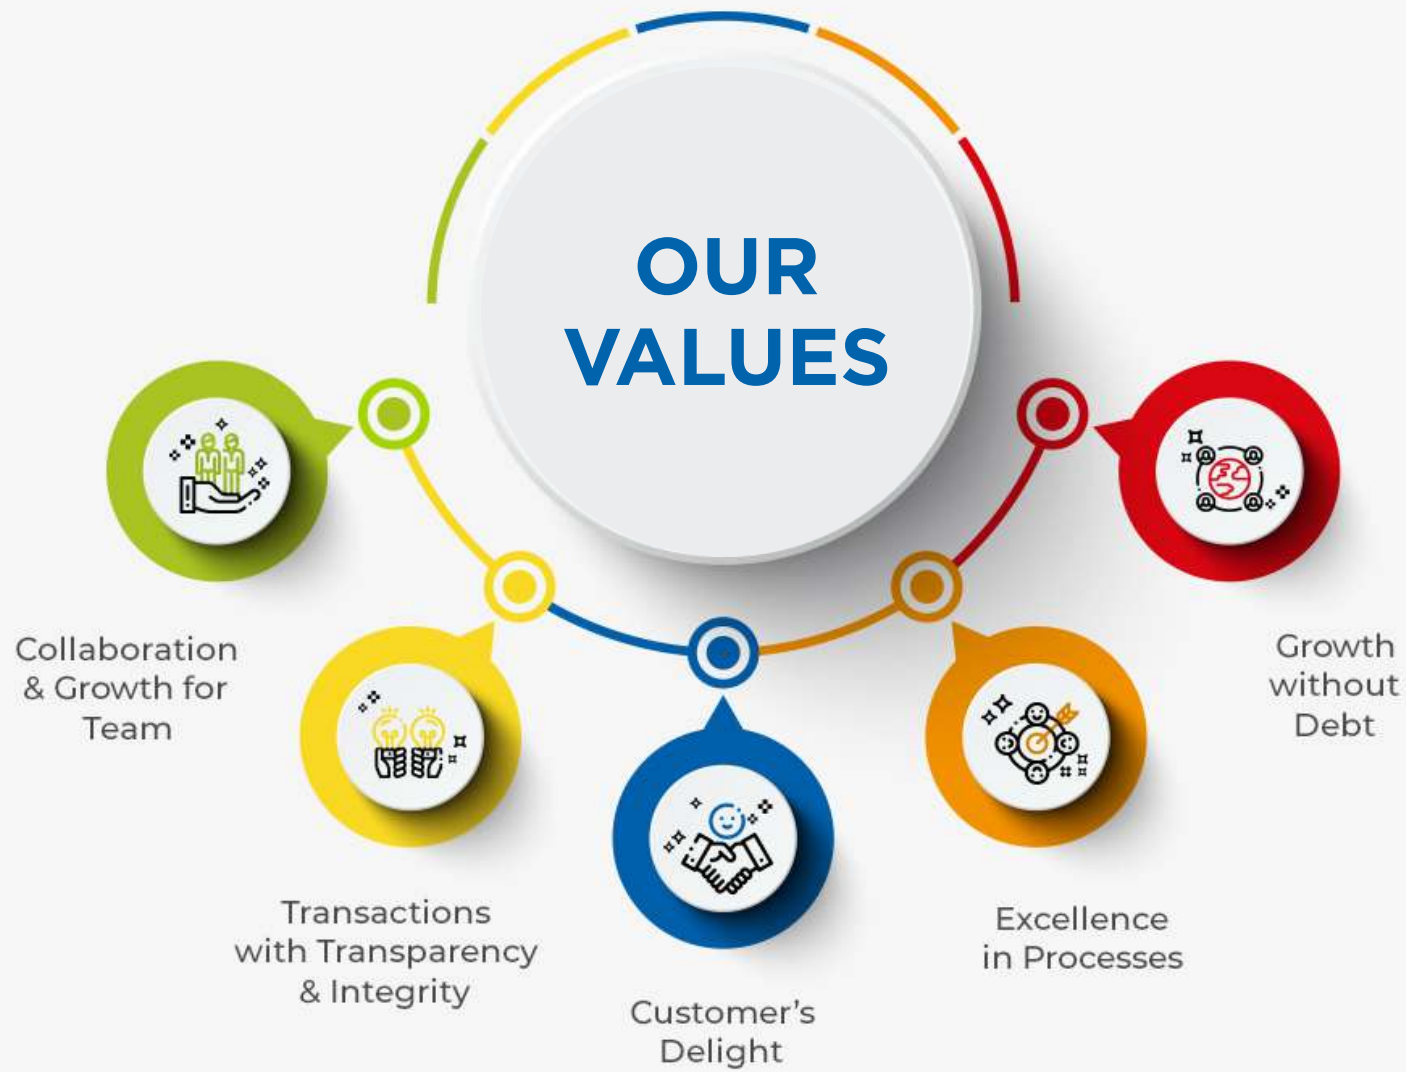 OUR
VALUES
Collaboration
& Growth for
Team
Transactions
with Transparency
& Integrity
Customer’s
Delight
Excellence
in Processes
Growth
without
Debt